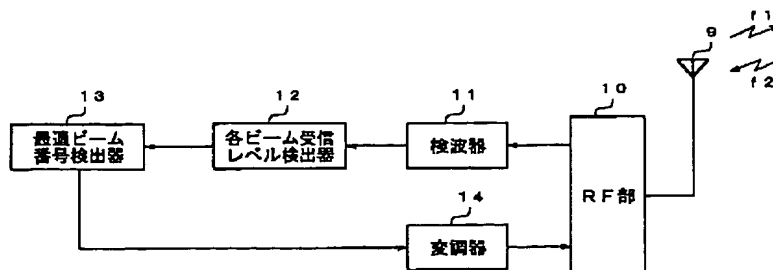 f1
9
f2
13
12
11
10
最適ビーム
番号検出器
各ビーム受信
レベル検出器
検波器
RF部
14
変調器